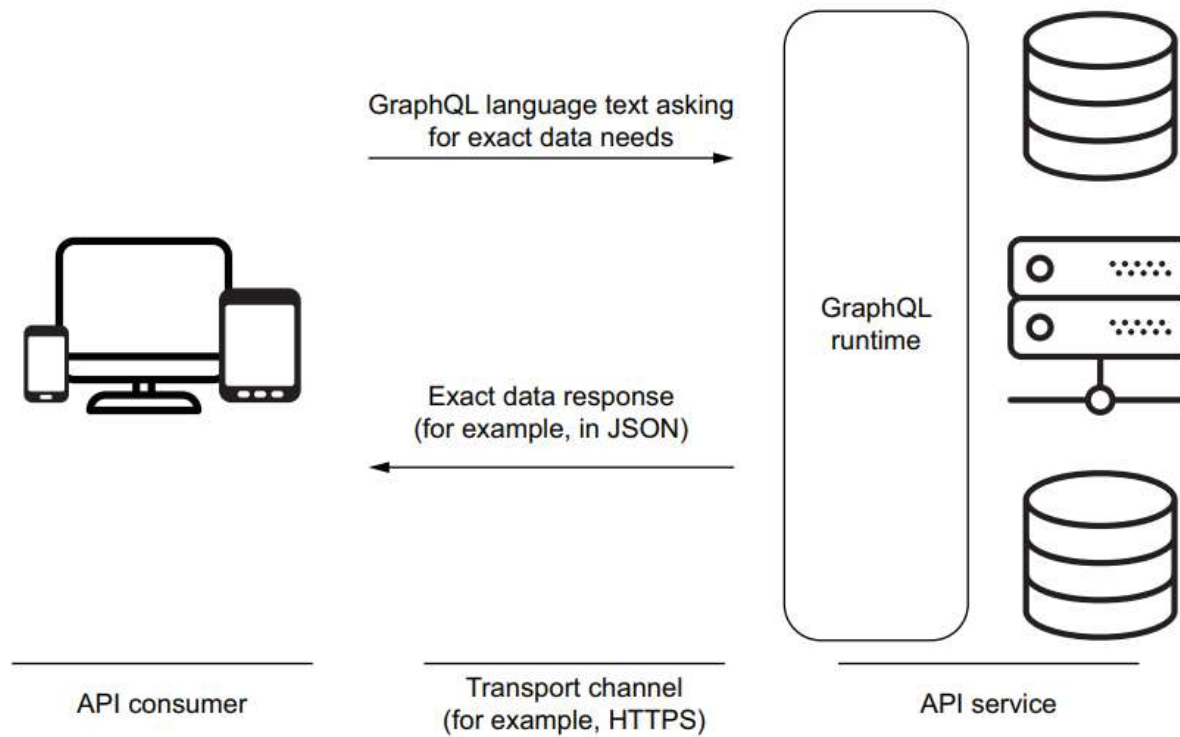 GraphQL language text asking
for exact data needs
GraphQL
runtime
Exact data response
(for example, in JSON)
API consumer
Transport channel
(for example, HTTPS)
API service